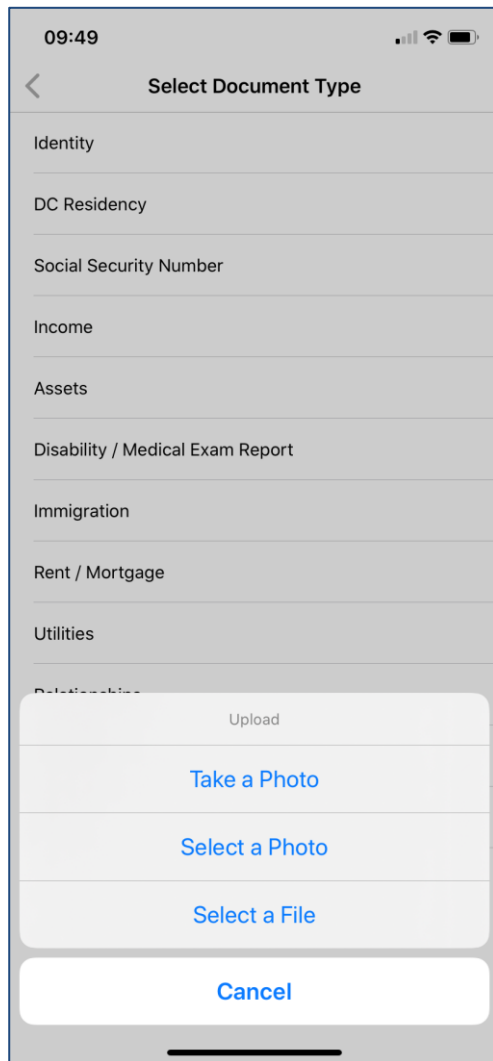 09:49
Select Document Type
Identity
DC Residency
Social Security Number
Income
Assets
Disability / Medical Exam Report
Immigration
Rent / Mortgage
Utilities
Relationships
Upload
Take a Photo
Select a Photo
Select a File
Cancel